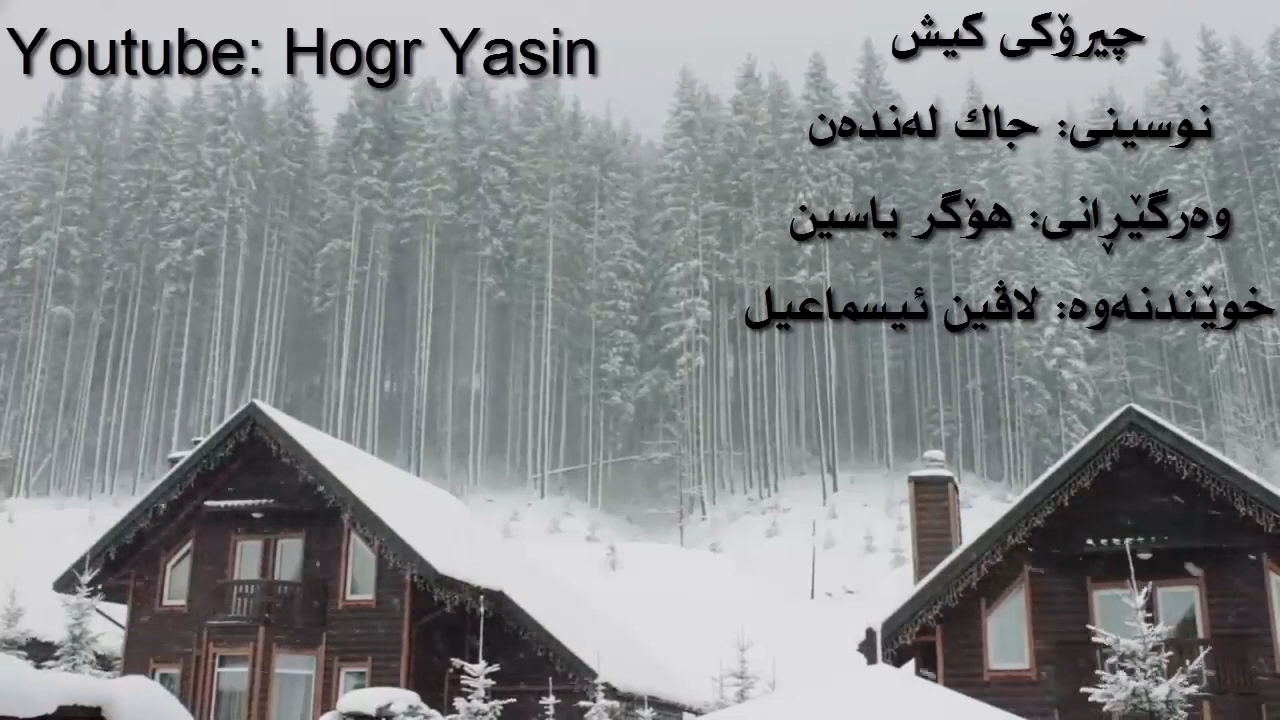 Youtube: Hogr Yasin
چیرۆکی کیش
نوسینی: جاك لەندەن
وەرگێڕانی: هۆگر یاسین
خوێندنەوە: لاڤین ئیسماعیل